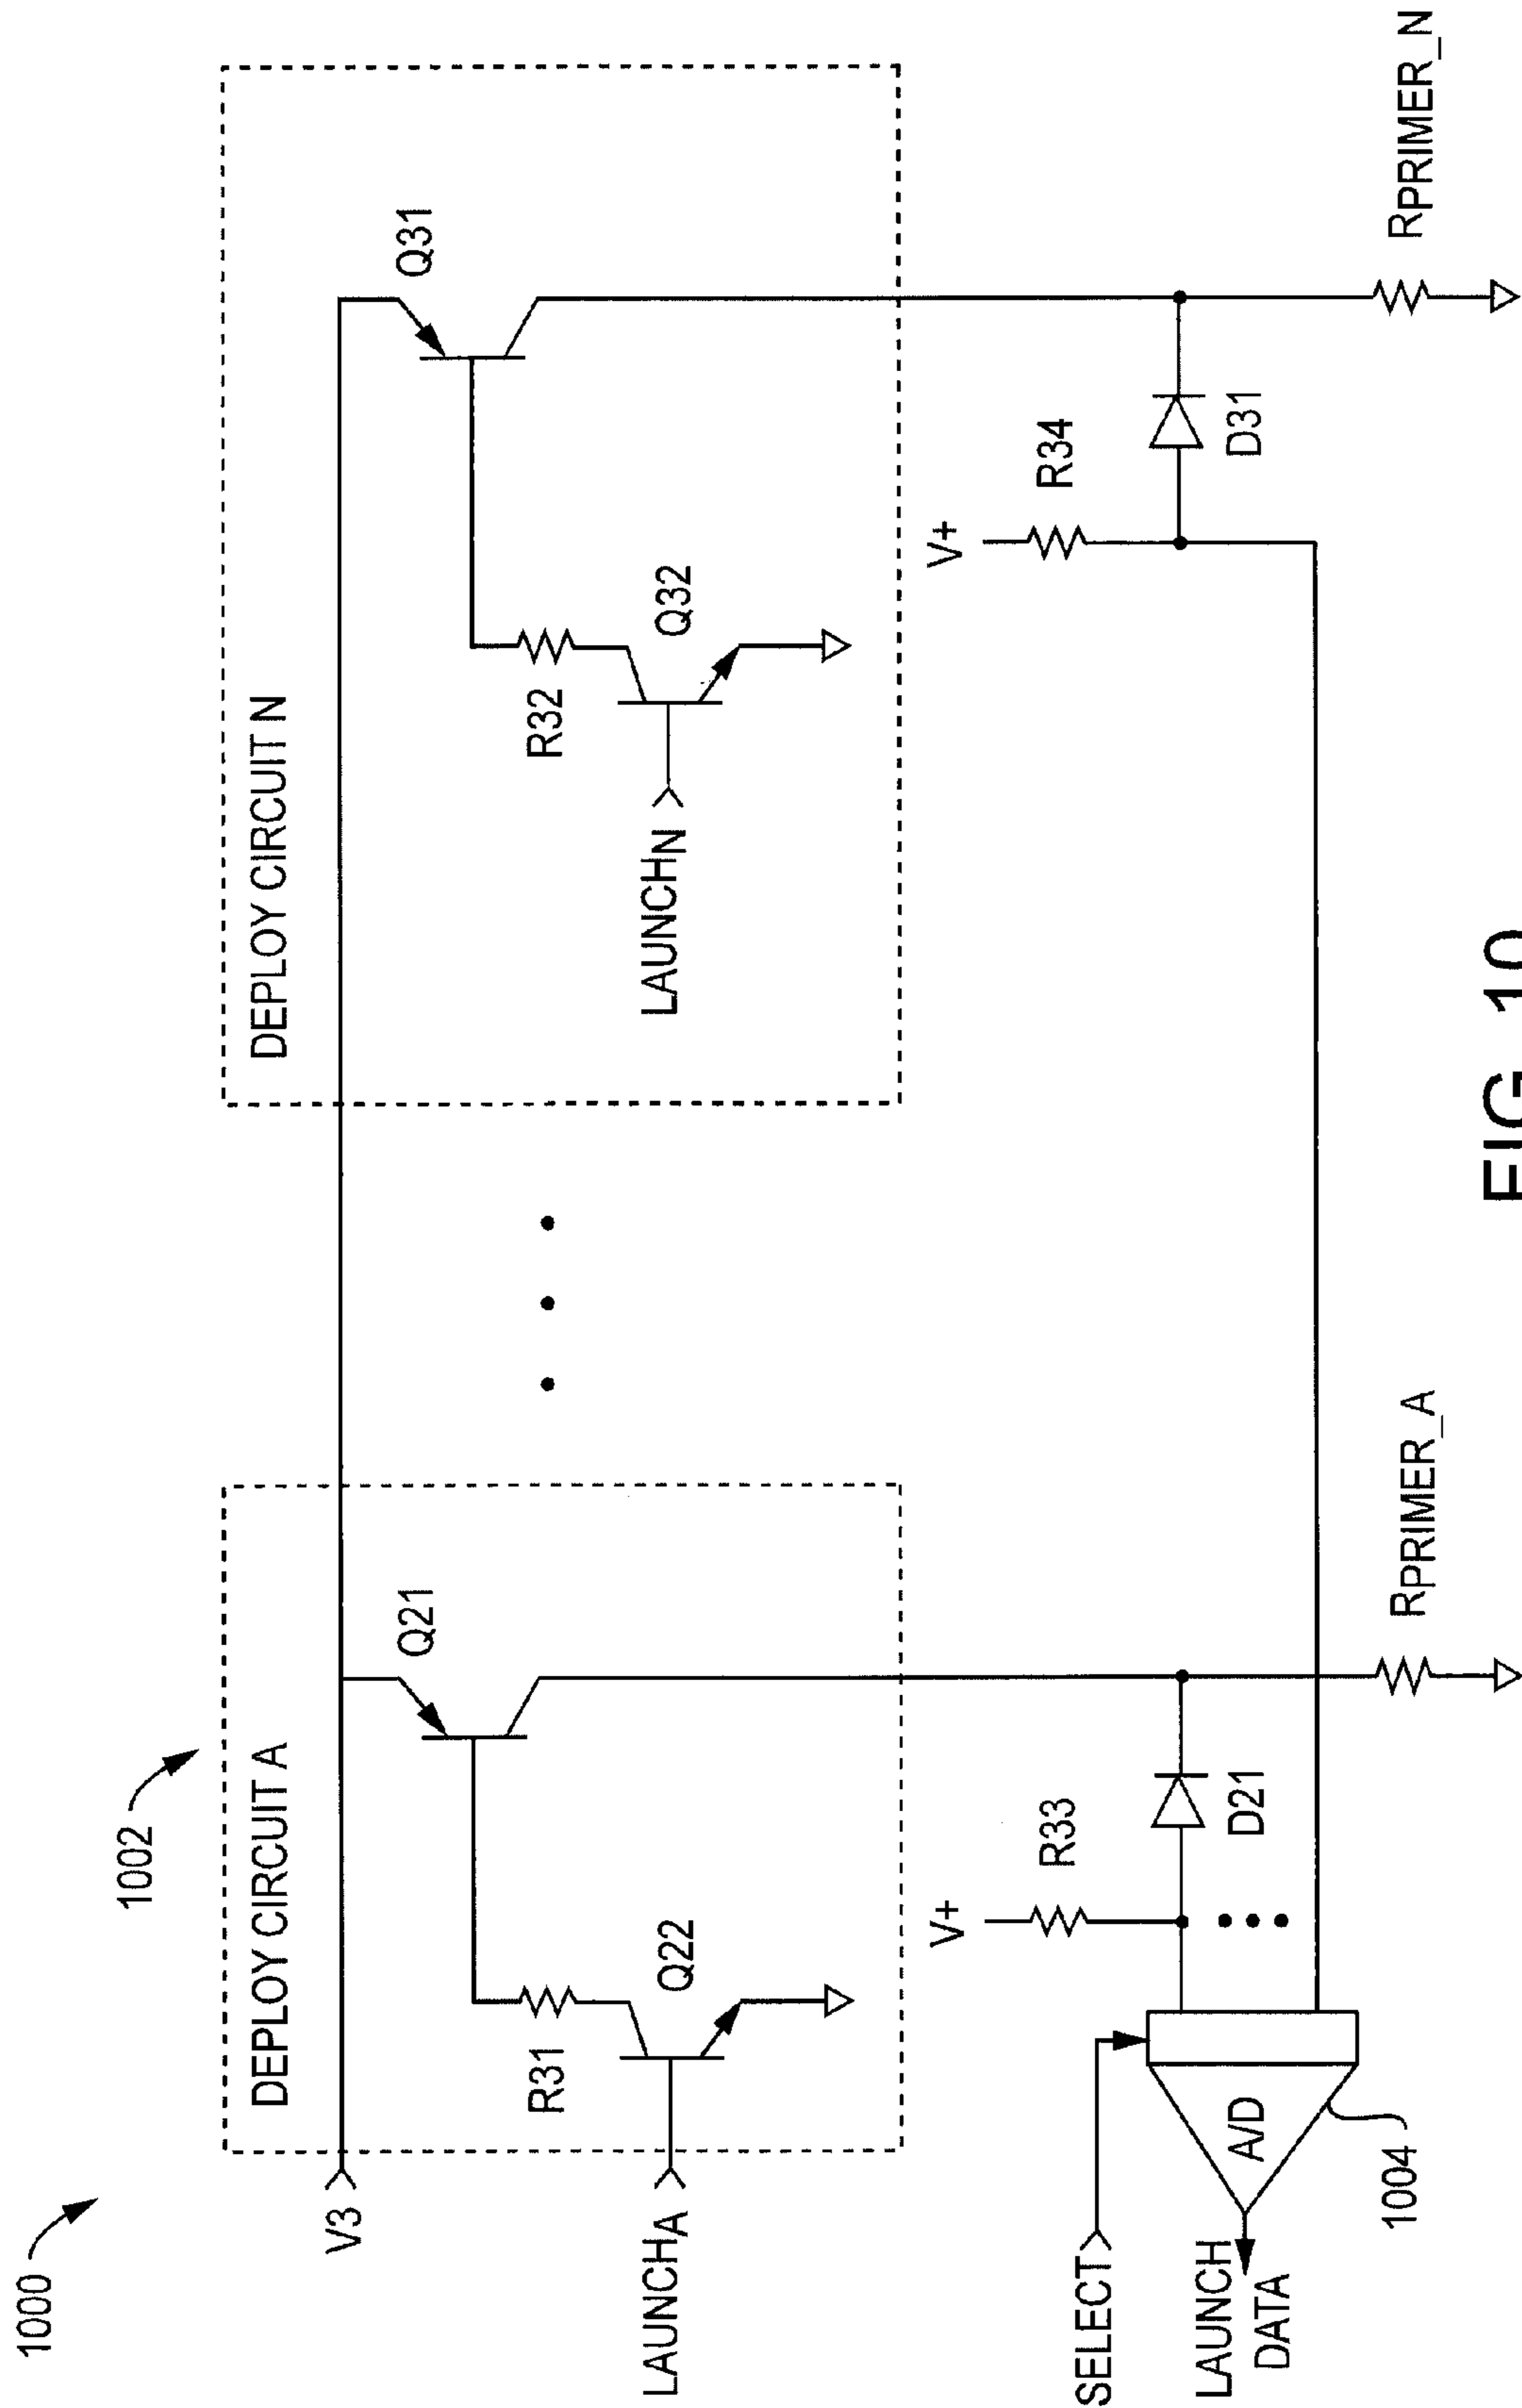 1000
1002
DEPLOY CIRCUIT A
DEPLOY CIRCUIT N
V3
Q21
Q31
R31
Q22
R32
Q32
LAUNCHA
LAUNCHN
V+
R33
V+
R34
SELECT
D21
D31
A/D
LAUNCH
DATA
1004
RPRIMER_A
RPRIMER_N
FIG. 10